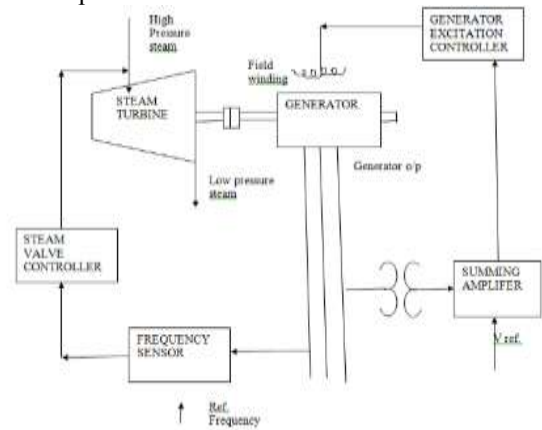 High
Pressure
steam
GENERATOR
EXCITATION
CONTROLLER
Field
winding
STEAM
TURBINE
GENERATOR
Generator o/p
Low pressure
steam
STEAM
VALVE
CONTROLLER
SUMMING
AMPLIFER
FREQUENCY
SENSOR
V ref.
Ref.
Frequency